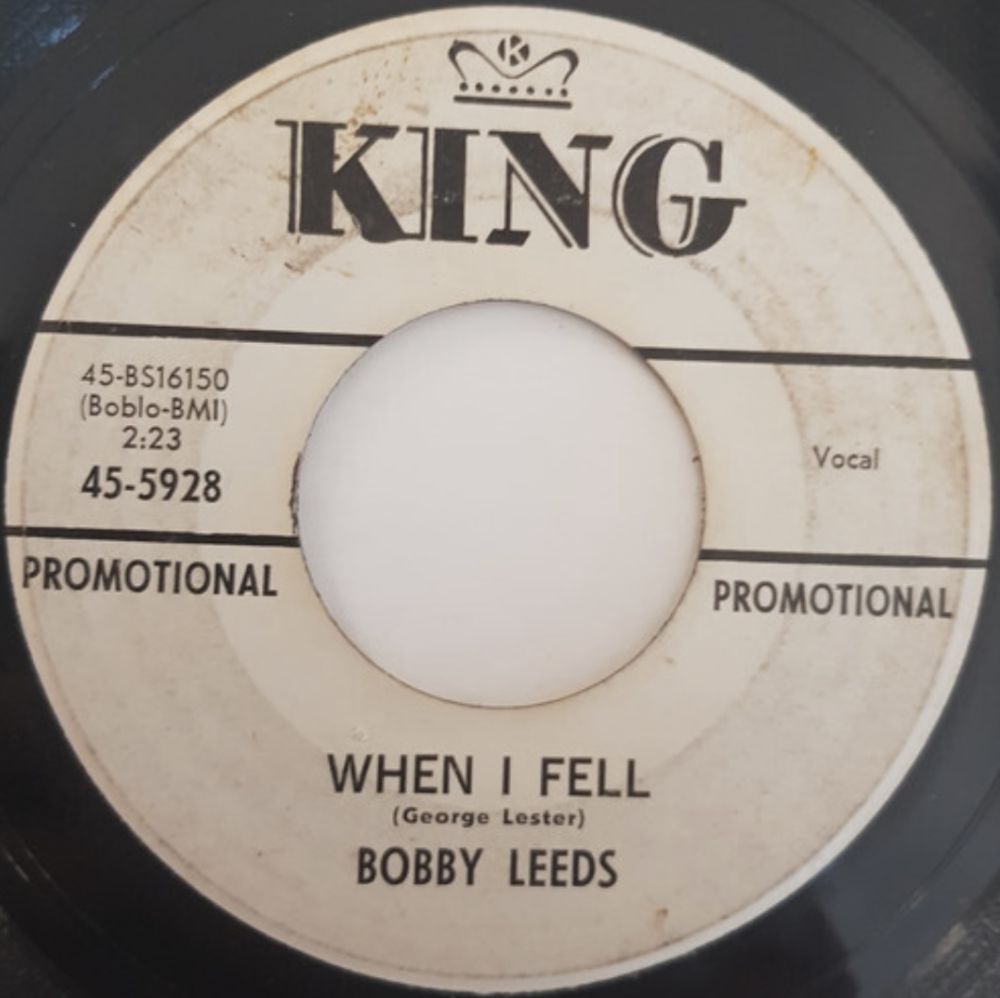 K
KING
45-BS16150
(Boblo-BMI)
2:23
45-5928
Vocal
PROMOTIONAL
PROMOTIONAL
WHEN I FELL
(George Lester)
BOBBY LEEDS